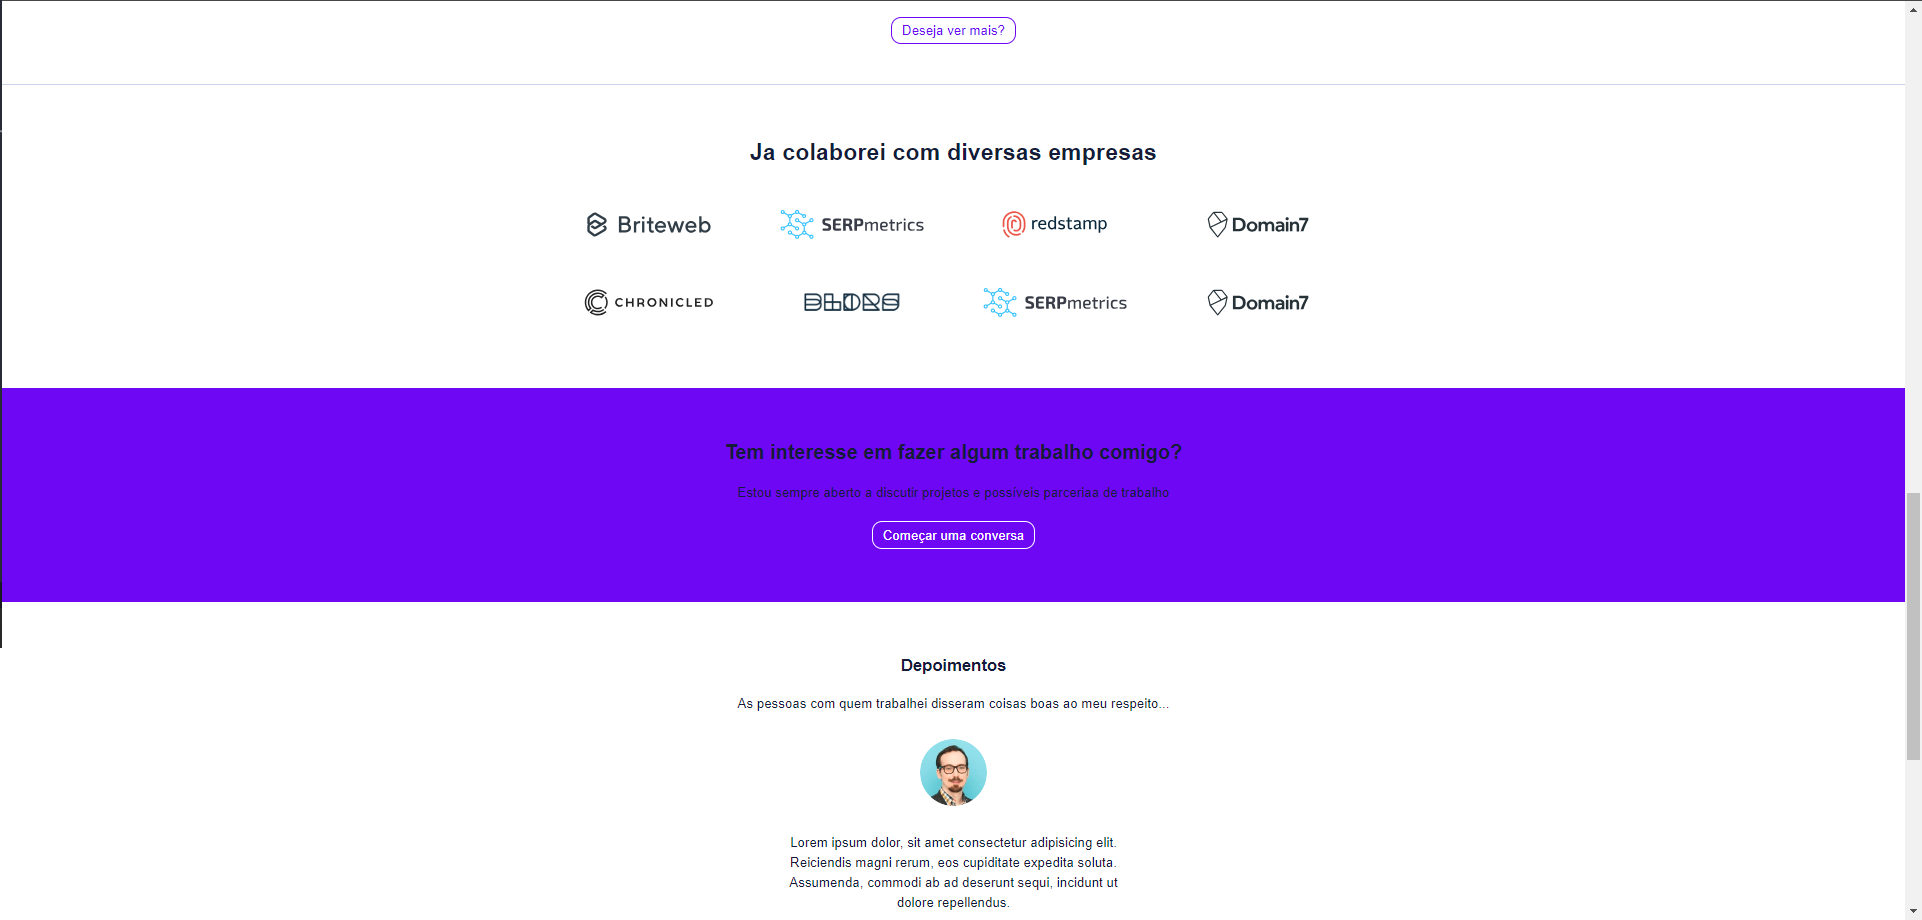 Deseja ver mais?
Ja colaborei com diversas empresas
Briteweb
SERPmetrics
redstamp
Domain7
CHRONICLED
BLORS
SERPmetrics
Domain7
Tem interesse em fazer algum trabalho comigo?
Estou sempre aberto a discutir projetos e possíveis parceriaa de trabalho
Começar uma conversa
Depoimentos
As pessoas com quem trabalhei disseram coisas boas ao meu respeito...
Lorem ipsum dolor, sit amet consectetur adipisicing elit.
Reiciendis magni rerum, eos cupiditate expedita soluta.
Assumenda, commodi ab ad deserunt sequi, incidunt ut
dolore repellendus.